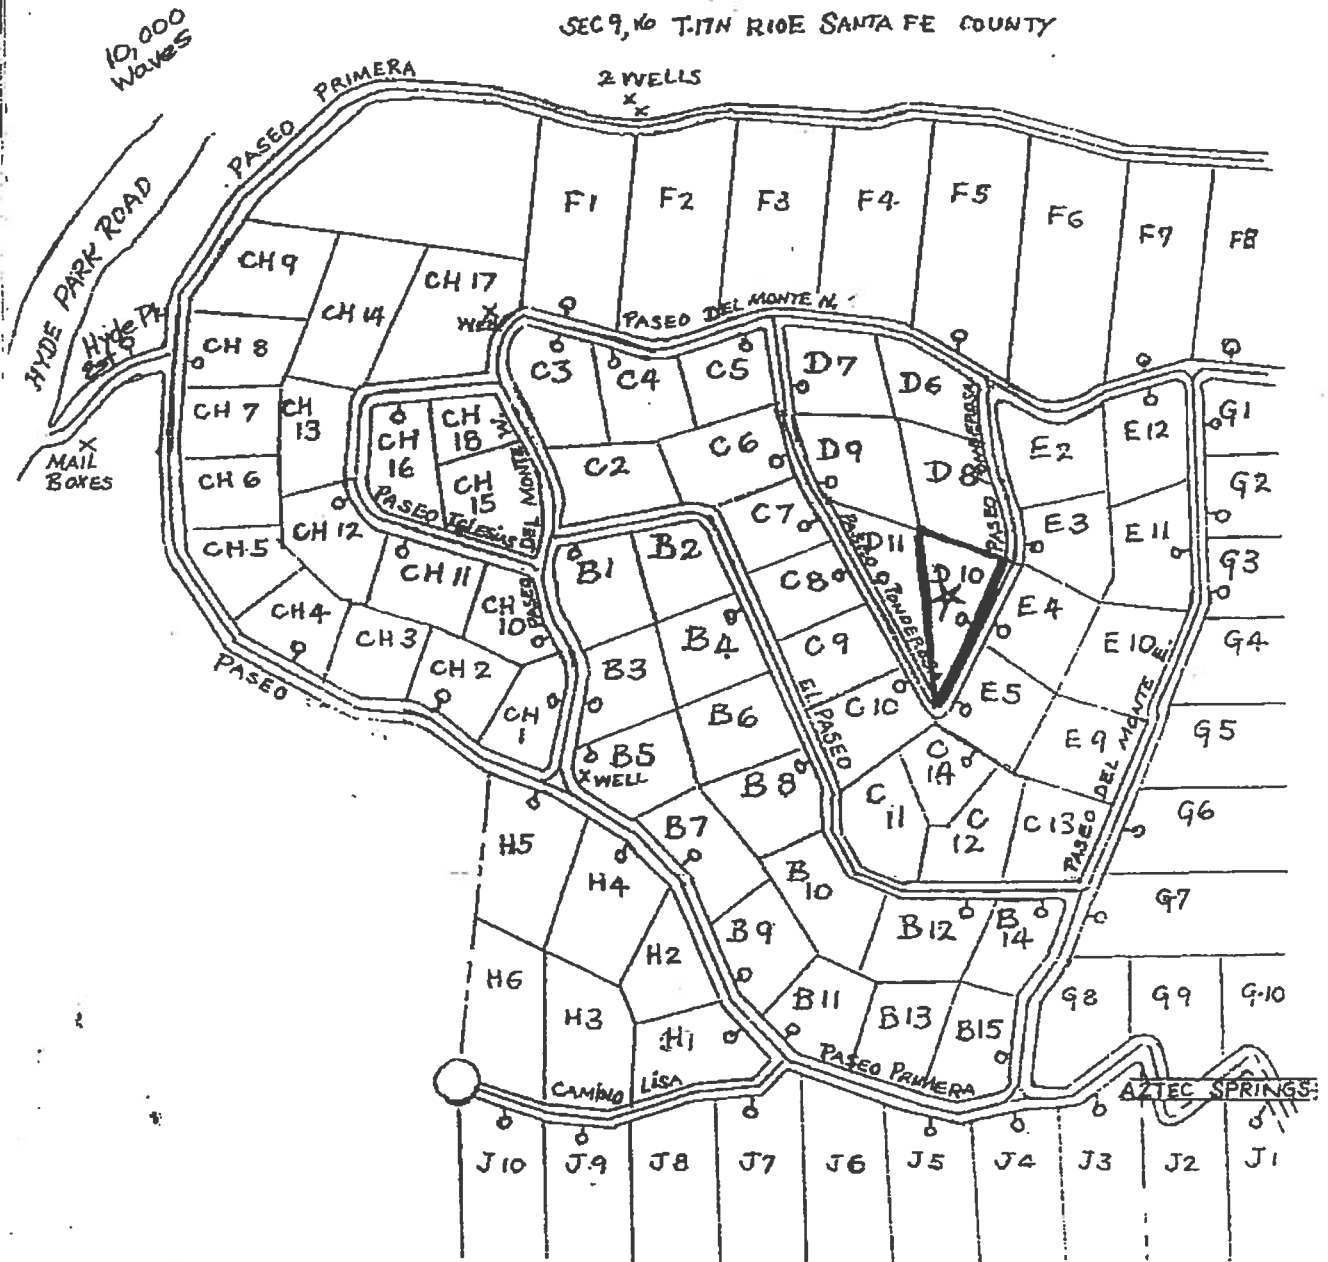 SEC 9, 16 T.17N R10E SANTA FE COUNTY
10,000
Waves
PASEO PRIMERA
2 WELLS
HYDE PARK ROAD
Hyde Pk
Est
MAIL
BOXES
F1
F2
F3
F4
F5
F6
F7
F8
CH 9
CH 14
CH 17
WELL
PASEO DEL MONTE N.
CH 8
CH 7
CH
13
CH 6
CH 5
CH 12
CH
16
CH
18
CH
15
PASEO IGLESIUS
PASEO DEL MONTE W.
CH 11
CH
10
CH 4
CH 3
CH 2
CH
1
PASEO
C3
C4
C5
C2
C6
C7
C8
C9
C10
C
11
C
12
C13
C
14
D7
D6
D9
D8
D11
D10
PASEO PONDEROSA
PASEO PONDEROSA
E2
E12
E3
E11
E4
E10
E5
E9
PASEO DEL MONTE E.
G1
G2
G3
G4
G5
G6
G7
G8
G9
G-10
B1
B2
B3
B4
B5
WELL
B6
B7
B8
B9
B
10
B11
B12
B13
B
14
B15
EL PASEO
H5
H4
H2
H6
H3
H1
CAMINO LISA
PASEO PRIMERA
AZTEC SPRINGS
J10
J9
J8
J7
J6
J5
J4
J3
J2
J1